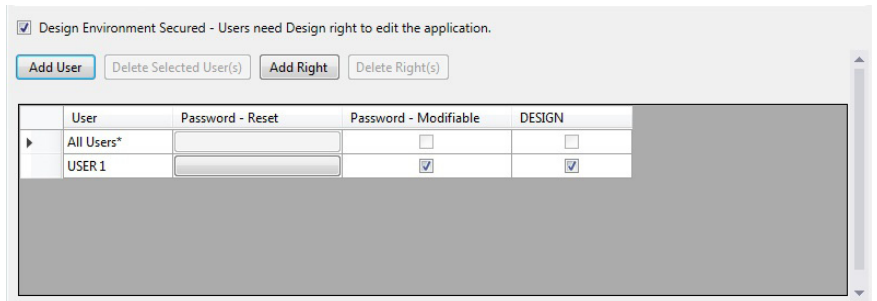 Design Environment Secured - Users need Design right to edit the application.
Add User Delete Selected User(s) Add Right Delete Right(s)
User Password - Reset Password - Modifiable DESIGN
All Users*
USER 1